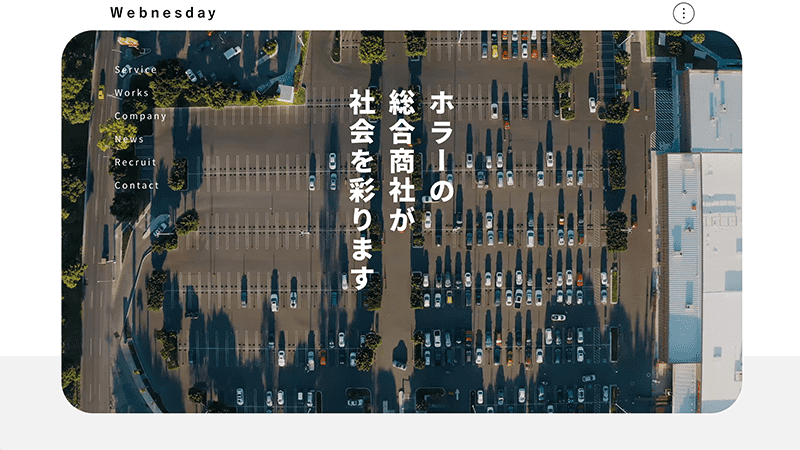 Webnesday
Service
Works
Company
News
Recruit
Contact
ホラーの
総合商社が
社会を彩ります